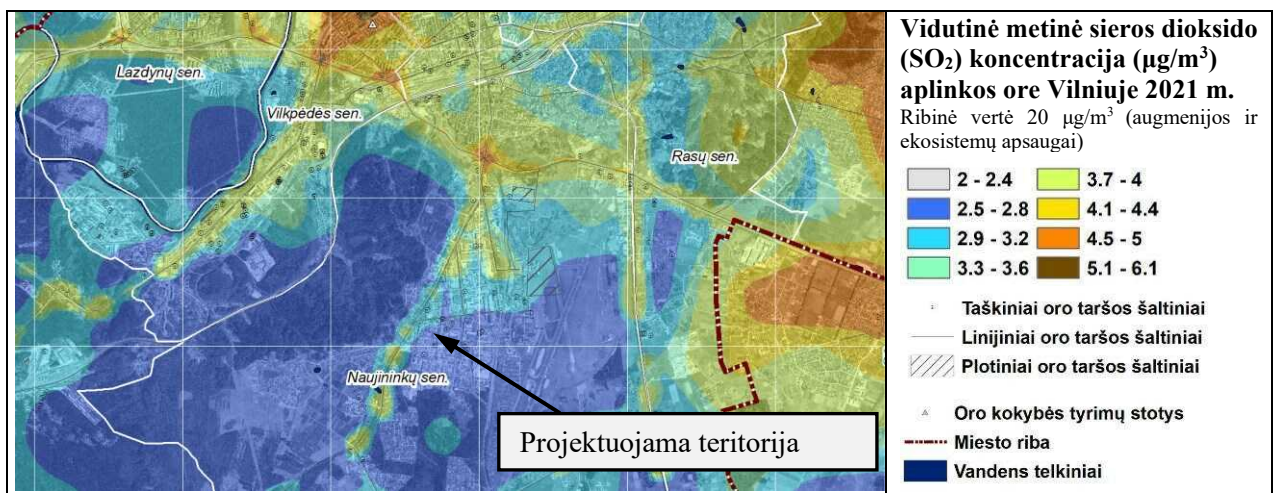 Lazdynų sen.
Vilkpėdės sen.
Rasų sen.
Naujininkų sen.
Projektuojama teritorija
Vidutinė metinė sieros dioksido
(SO₂) koncentracija (µg/m³)
aplinkos ore Vilniuje 2021 m.
Ribinė vertė 20 µg/m³ (augmenijos ir
ekosistemų apsaugai)
2 - 2.4 3.7 - 4
2.5 - 2.8 4.1 - 4.4
2.9 - 3.2 4.5 - 5
3.3 - 3.6 5.1 - 6.1
Taškiniai oro taršos šaltiniai
Linijiniai oro taršos šaltiniai
Plotiniai oro taršos šaltiniai
Oro kokybės tyrimų stotys
Miesto riba
Vandens telkiniai